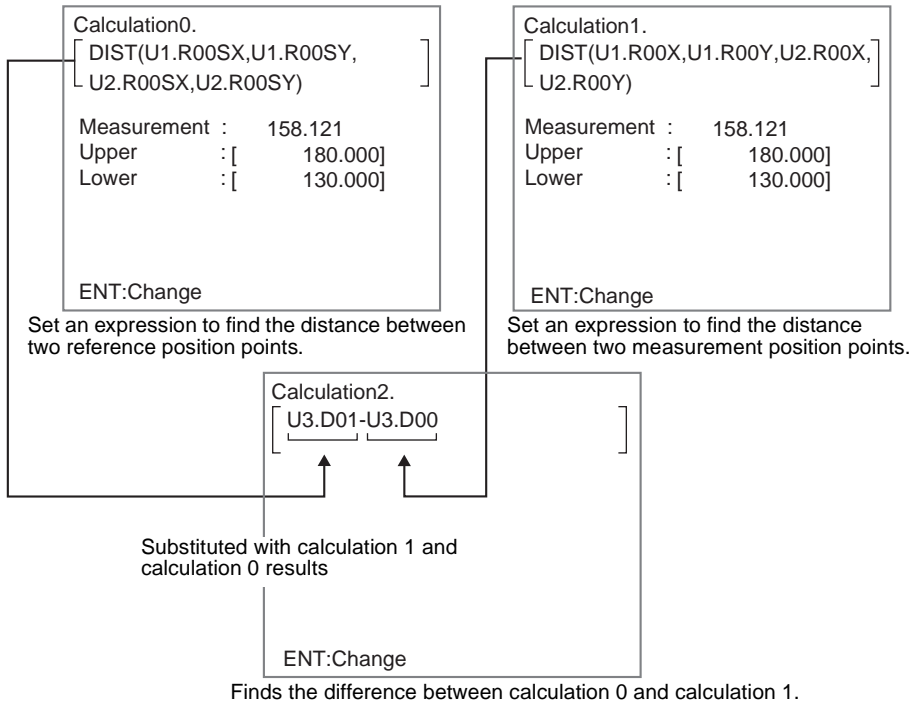 Calculation0.
DIST(U1.R00SX,U1.R00SY,
U2.R00SX,U2.R00SY)
Measurement : 158.121
Upper :[ 180.000]
Lower :[ 130.000]
ENT:Change
Set an expression to find the distance between
two reference position points.
Calculation1.
DIST(U1.R00X,U1.R00Y,U2.R00X,
U2.R00Y)
Measurement : 158.121
Upper :[ 180.000]
Lower :[ 130.000]
ENT:Change
Set an expression to find the distance
between two measurement position points.
Calculation2.
U3.D01-U3.D00
Substituted with calculation 1 and
calculation 0 results
ENT:Change
Finds the difference between calculation 0 and calculation 1.